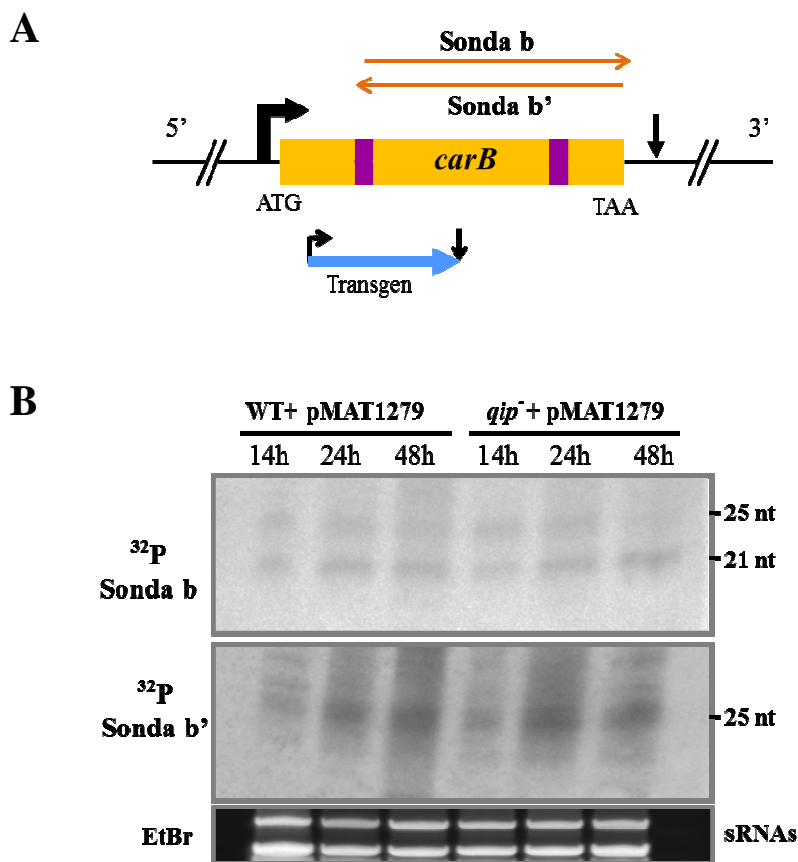 A
Sonda b
Sonda b’
5’
3’
carB
ATG
TAA
Transgen
B
WT+ pMAT1279
qip-+ pMAT1279
14h 24h 48h 14h 24h 48h
25 nt
21 nt
32P
Sonda b
32P
Sonda b’
25 nt
EtBr
sRNAs